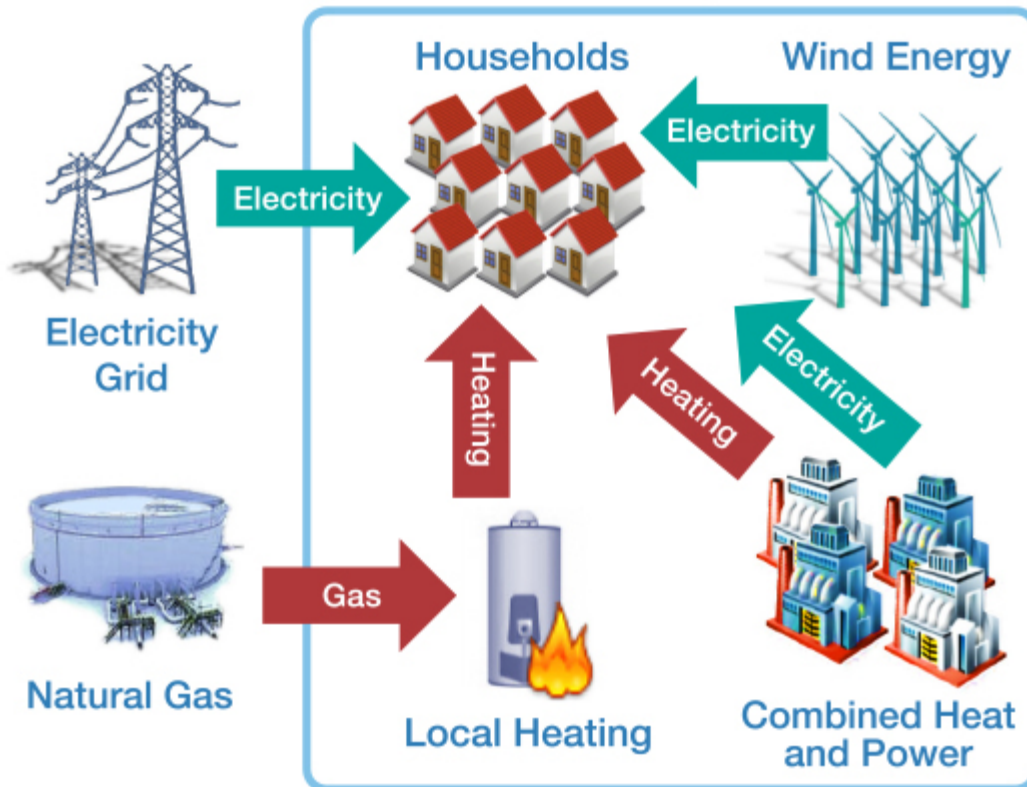 Households
Wind Energy
Electricity
Electricity
Electricity
Grid
Heating
Heating
Electricity
Gas
Natural Gas
Local Heating
Combined Heat
and Power